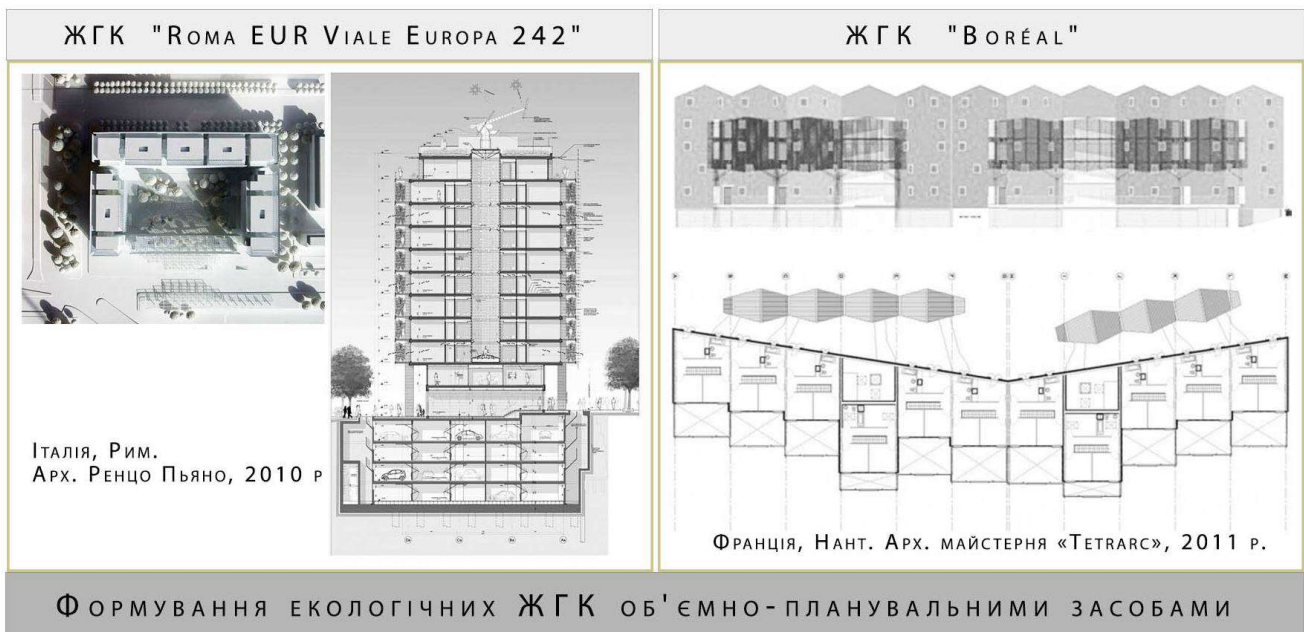 ЖГК "Roma EUR Viale Europa 242"
ЖГК "Boréal"
Італія, Рим.
Арх. Ренцо Пьяно, 2010 р
Франція, Нант. Арх. майстерня «Tetrarc», 2011 р.
Формування екологічних ЖГК об'ємно-планувальними засобами